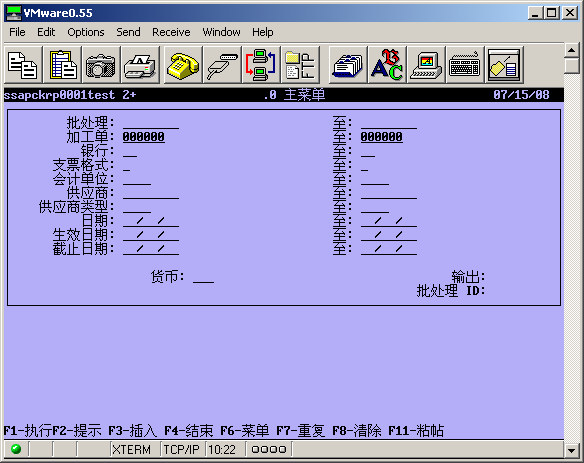 VMware0.55
File Edit Options Send Receive Window Help
ABC
ssapckrp0001test 2+ .0 主菜单 07/15/08
批处理: 至:
加工单: 000000 至: 000000
银行: 至:
支票格式: 至:
会计单位: 至:
供应商: 至:
供应商类型: 至:
日期: / / 至: / /
生效日期: / / 至: / /
截止日期: / / 至: / /
货币: 输出:
批处理 ID:
F1-执行F2-提示 F3-插入 F4-结束 F6-菜单 F7-重复 F8-清除 F11-粘帖
XTERM TCP/IP 10:22